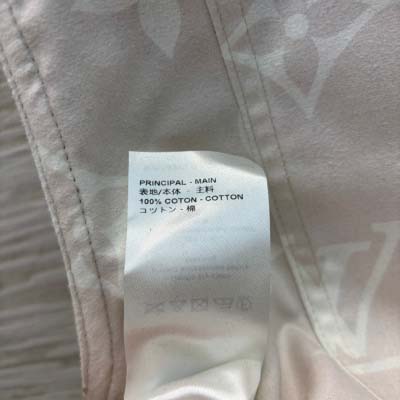 PRINCIPAL - MAIN
表地/本体 - 主料
100% COTON - COTTON
コットン - 棉